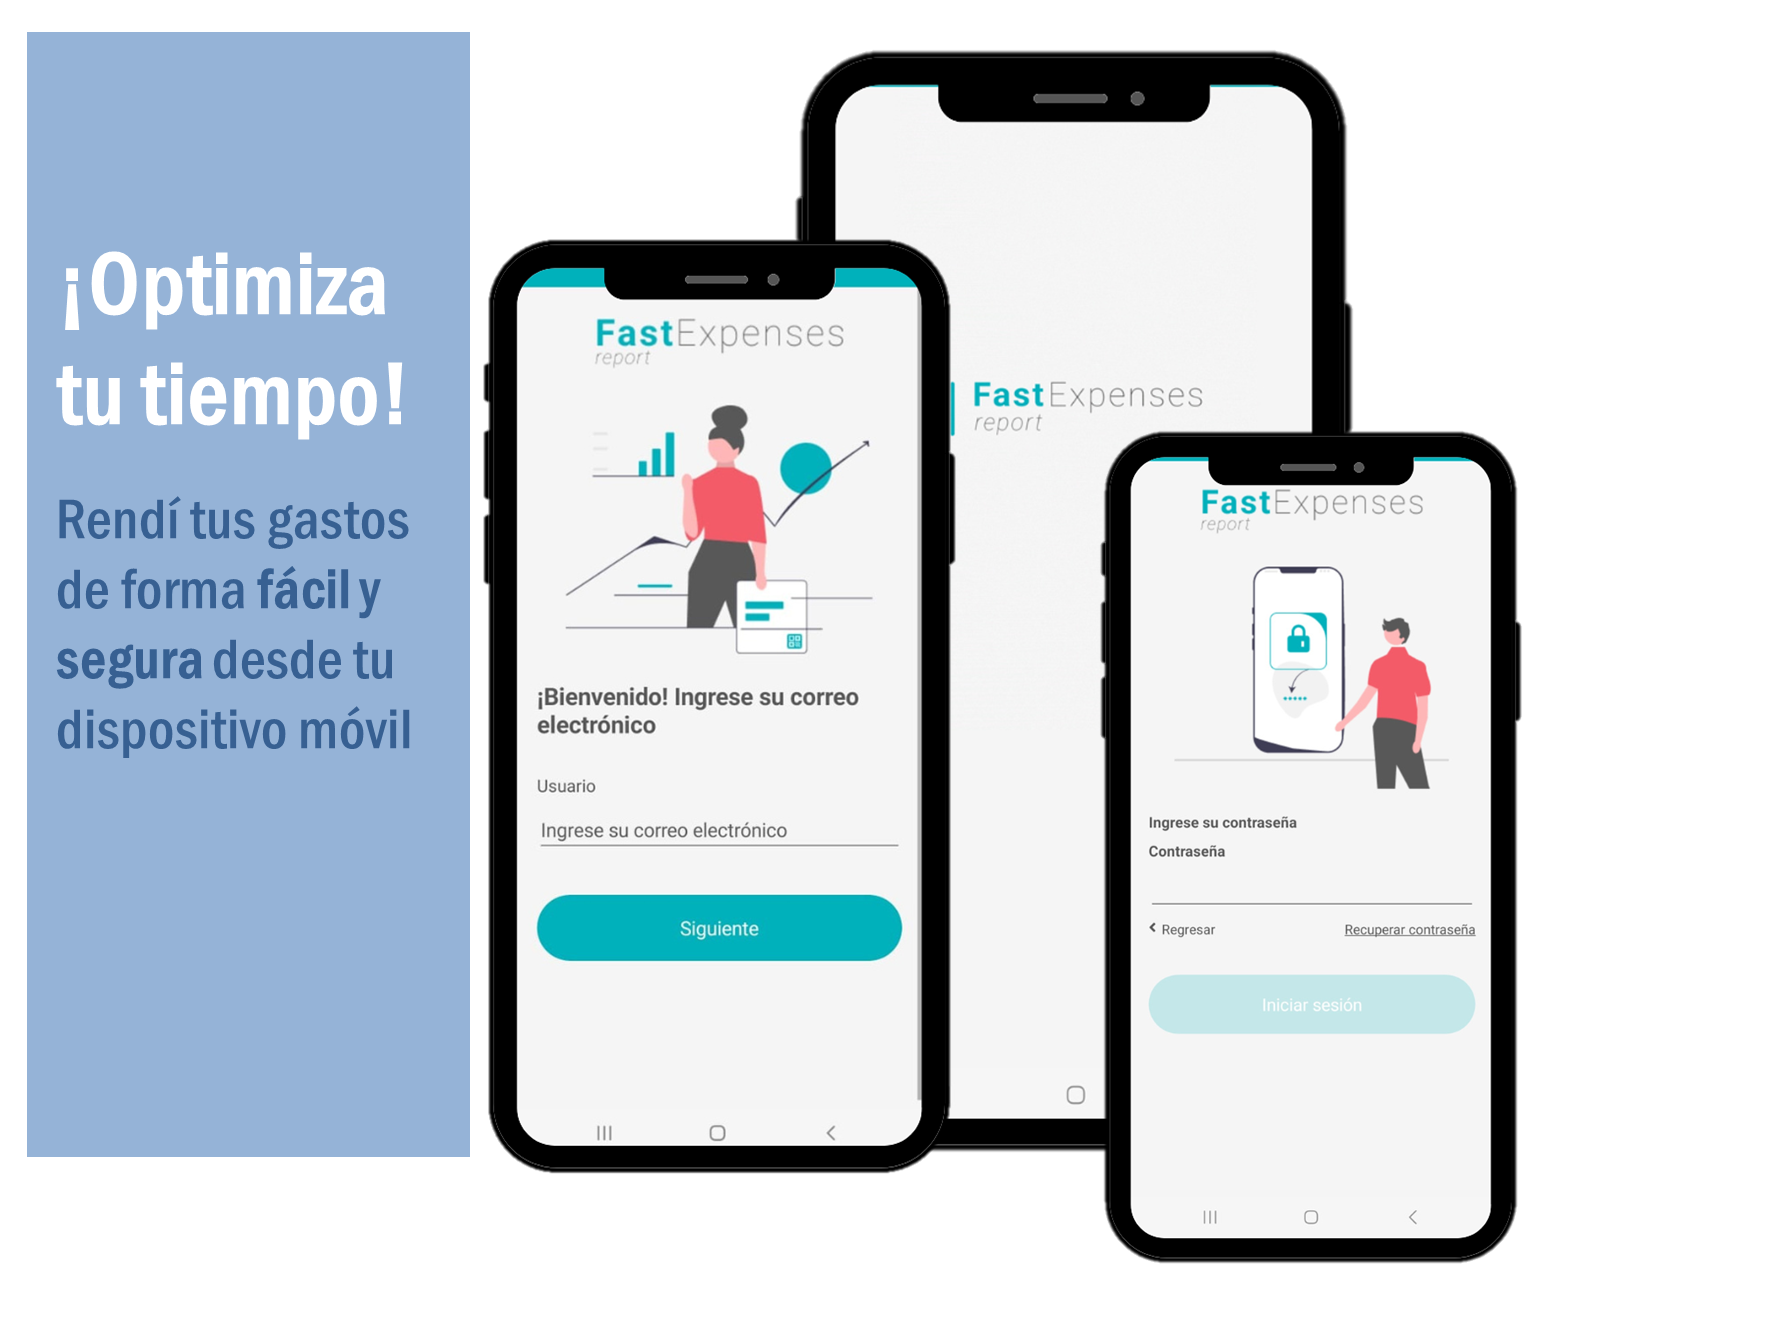 ¡Optimiza
tu tiempo!
Rendí tus gastos
de forma fácil y
segura desde tu
dispositivo móvil
FastExpenses
report
¡Bienvenido! Ingrese su correo
electrónico
Usuario
Ingrese su correo electrónico
Siguiente
FastExpenses
report
FastExpenses
report
Ingrese su contraseña
Contraseña
Regresar
Recuperar contraseña
Iniciar sesión